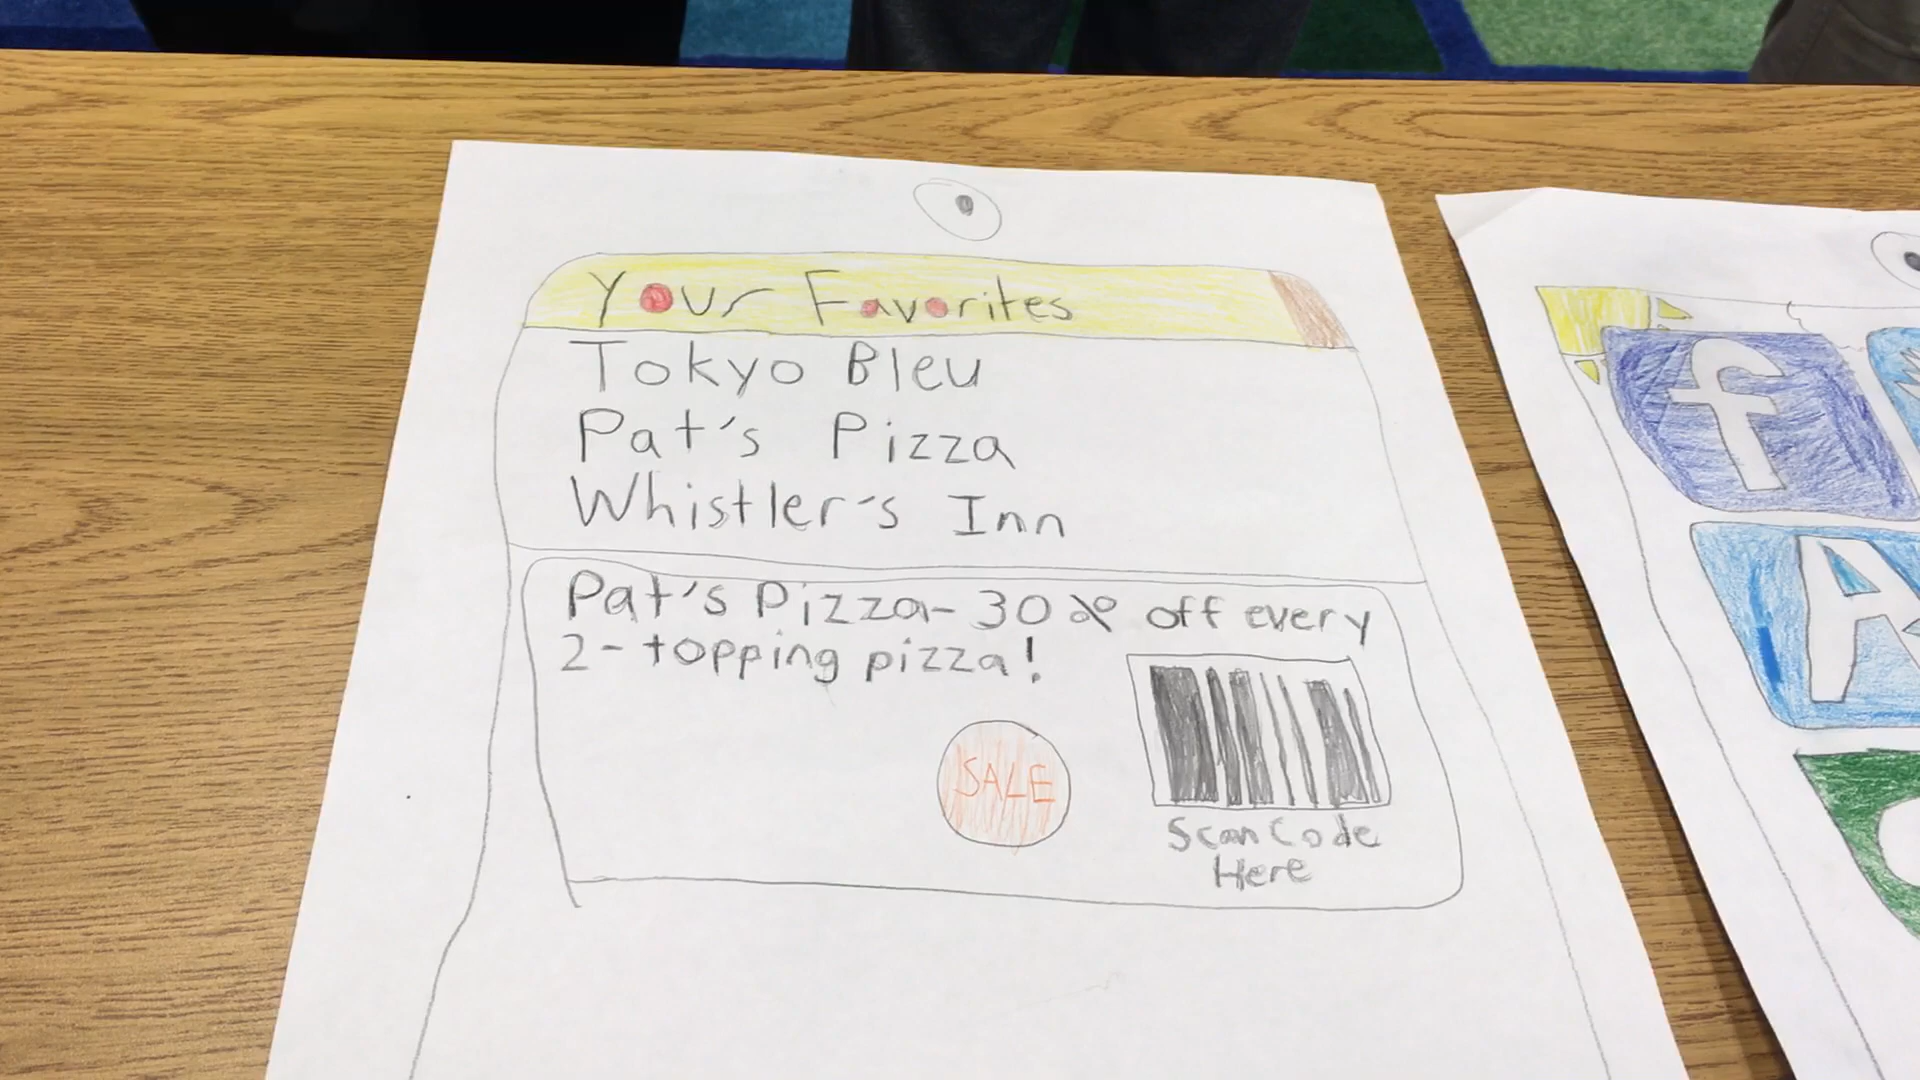 Your Favorites
Tokyo Bleu
Pat's Pizza
Whistler's Inn
Pat's Pizza- 30% off every
2-topping pizza!
SALE
Scan Code
Here
f
A